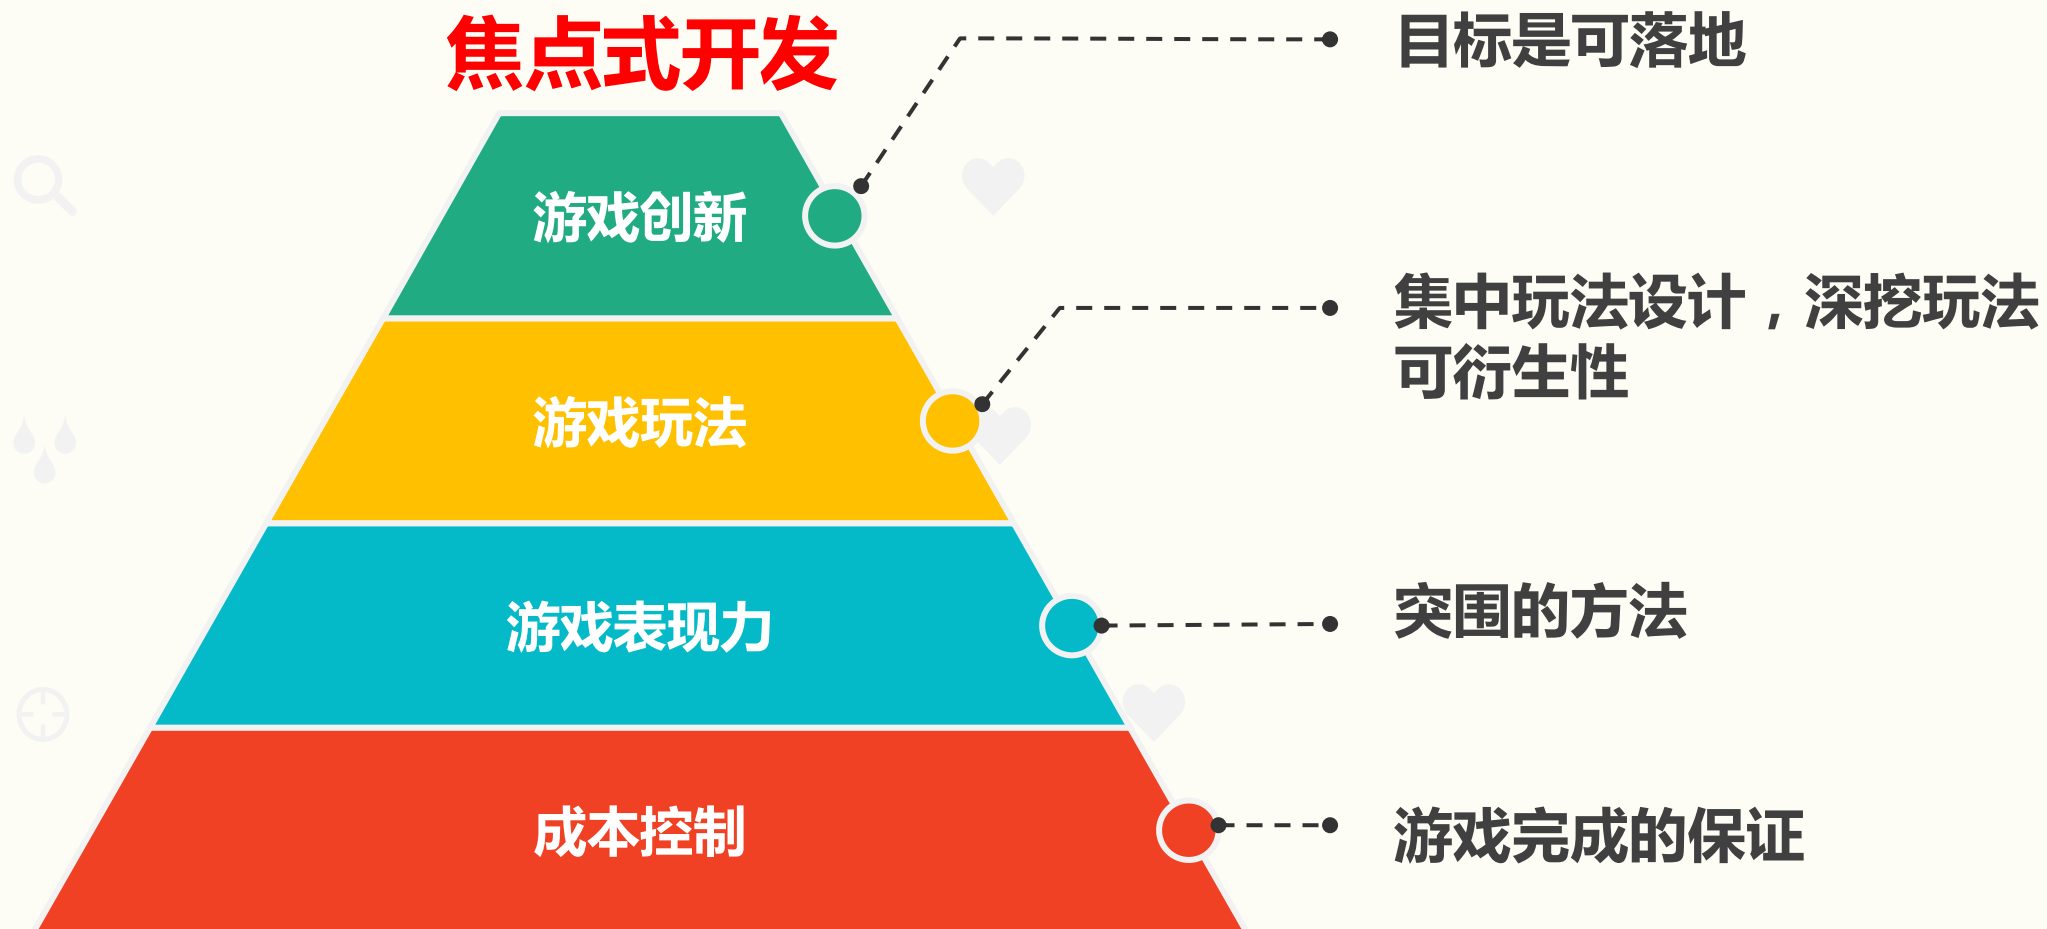 焦点式开发
目标是可落地
游戏创新
集中玩法设计，深挖玩法
可衍生性
游戏玩法
游戏表现力
突围的方法
成本控制
游戏完成的保证